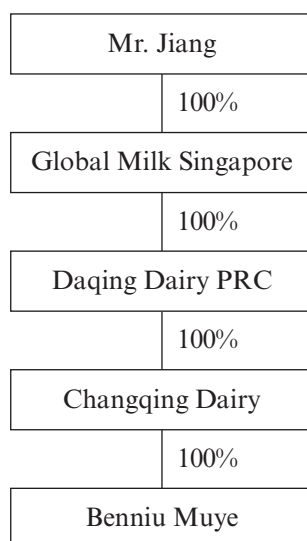 Mr. Jiang
100%
Global Milk Singapore
100%
Daqing Dairy PRC
100%
Changqing Dairy
100%
Benniu Muye